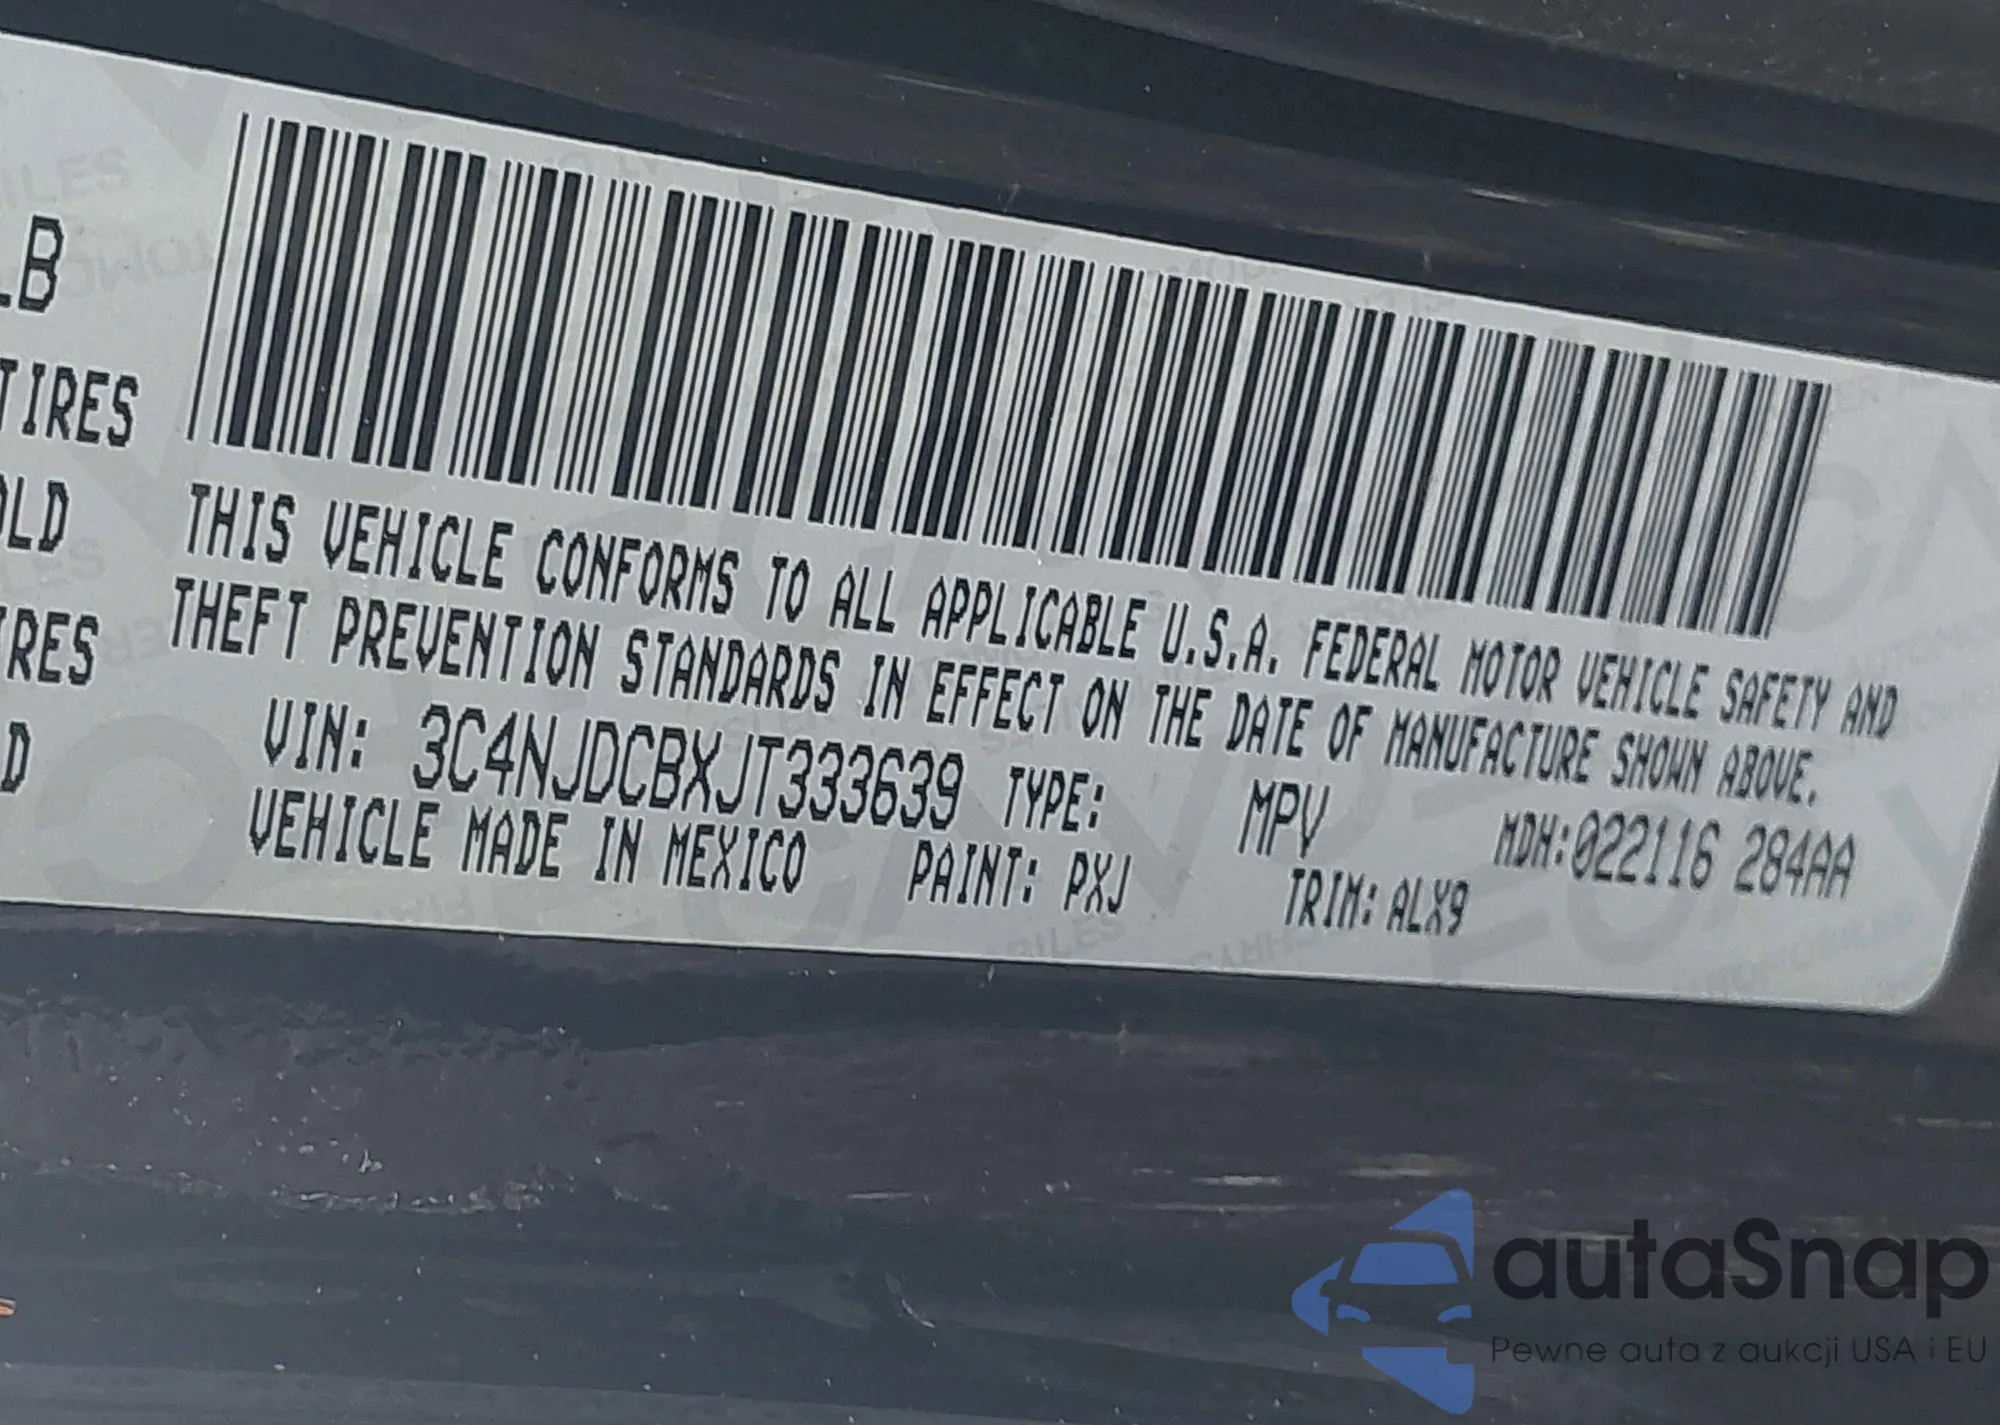 LB
TIRES
OLD
IRES
D
THIS VEHICLE CONFORMS TO ALL APPLICABLE U.S.A. FEDERAL MOTOR VEHICLE SAFETY AND
THEFT PREVENTION STANDARDS IN EFFECT ON THE DATE OF MANUFACTURE SHOWN ABOVE.
VIN: 3C4NJDCBXJT333639 TYPE: MPV MDH:022116 284AA
VEHICLE MADE IN MEXICO PAINT: PXJ TRIM: ALX9
autaSnap
Pewne auta z aukcji USA i EU